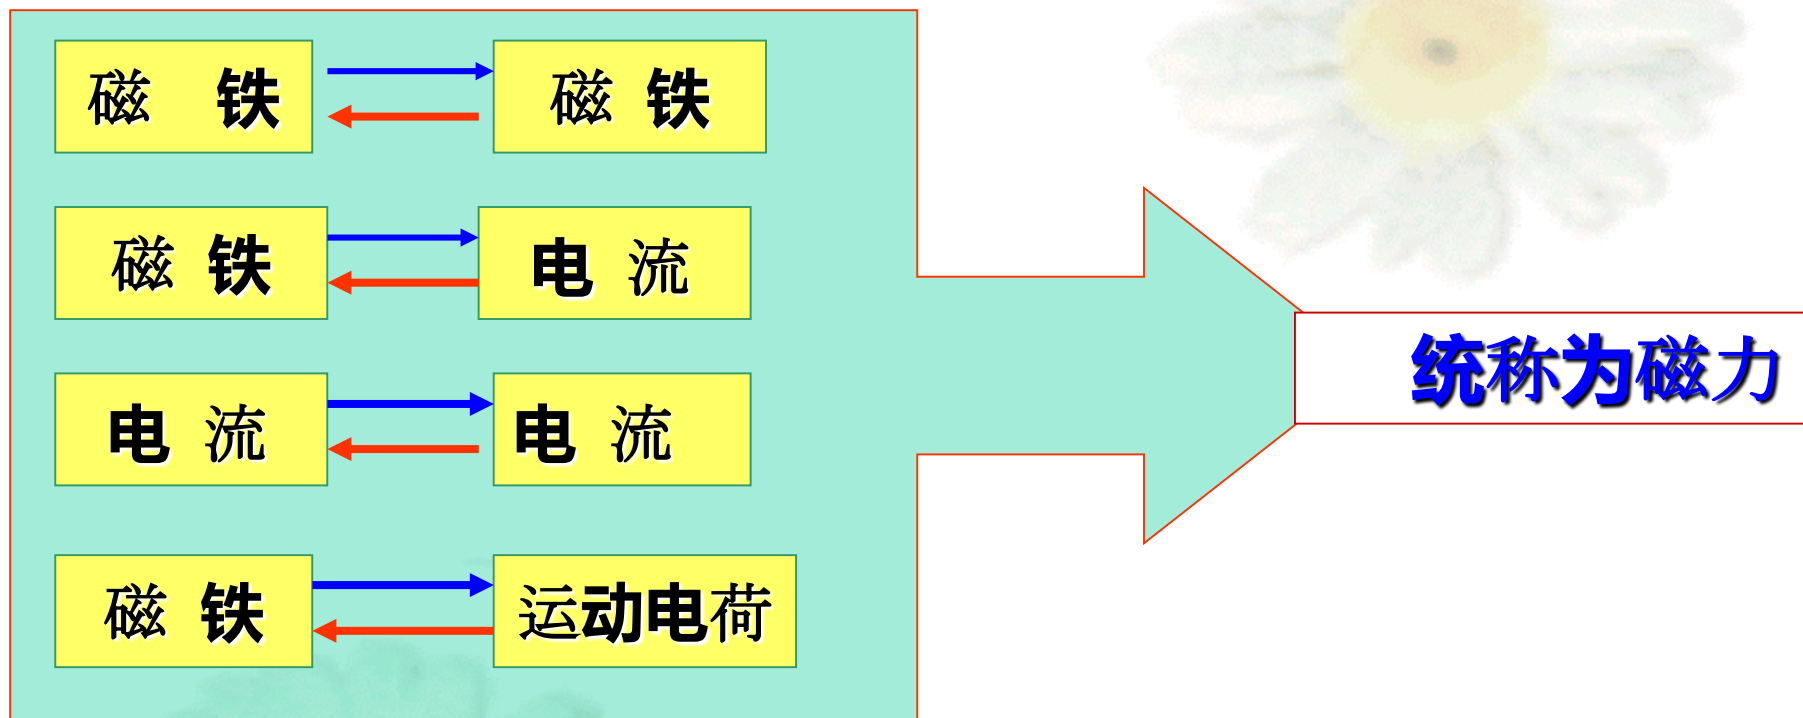 磁 铁 磁 铁
磁 铁 电 流
统称为磁力
电 流 电 流
磁 铁 运动电荷